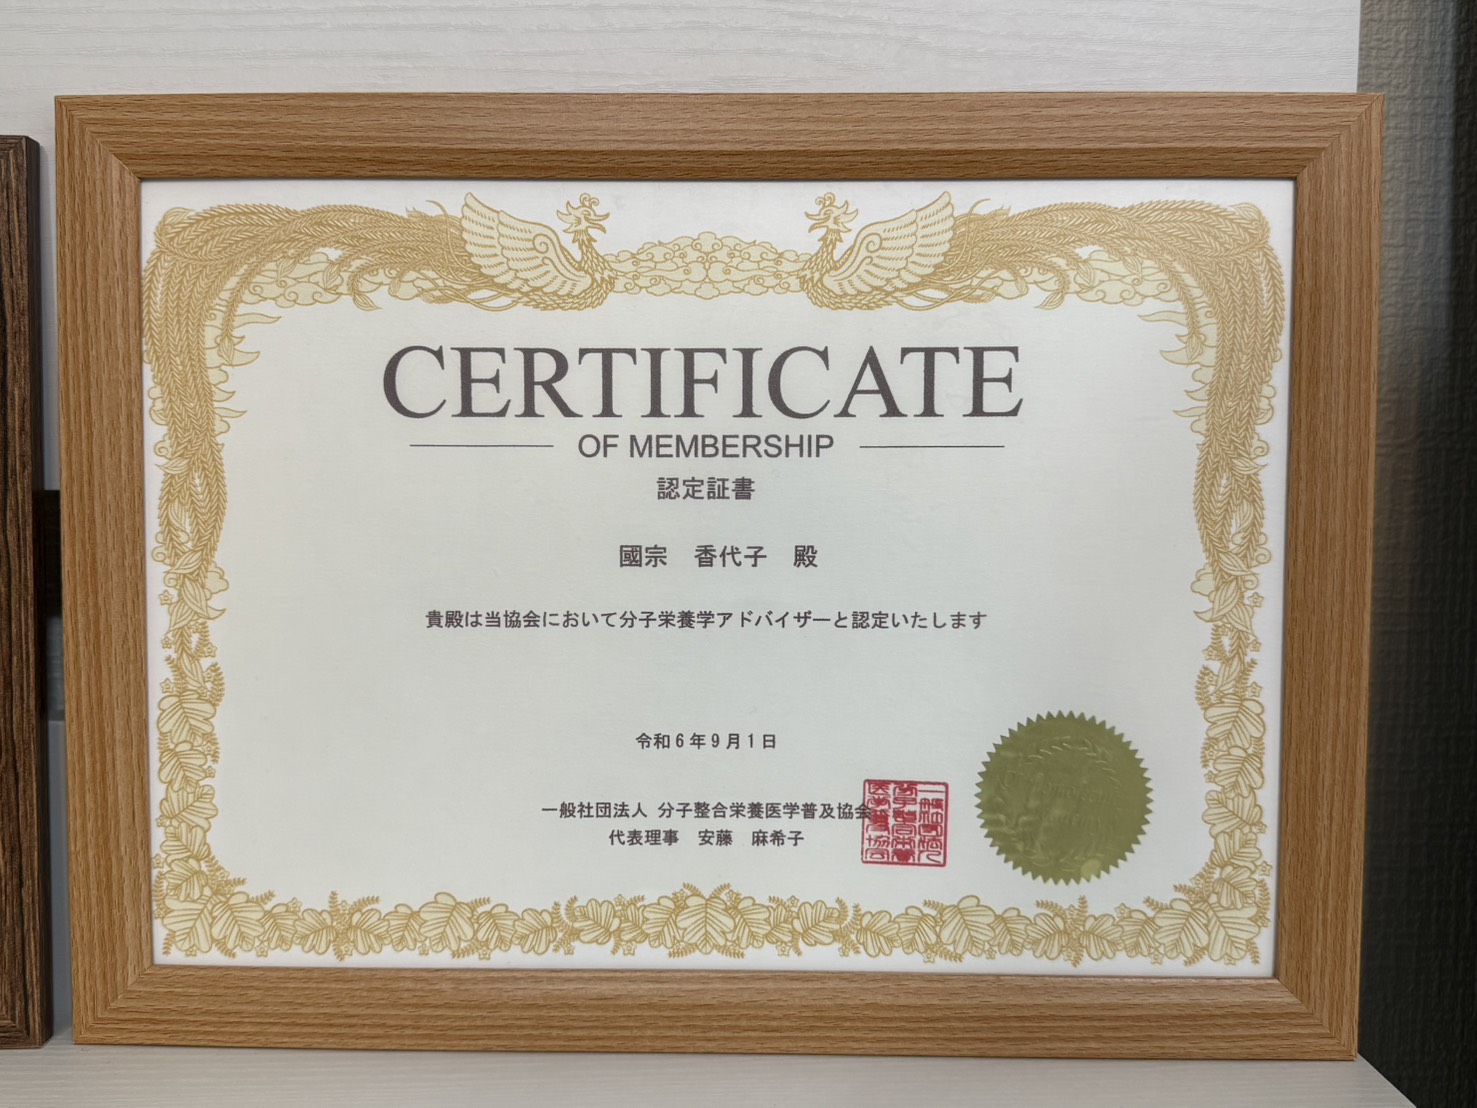 CERTIFICATE
OF MEMBERSHIP
認定証書
國宗　香代子　殿
貴殿は当協会において分子栄養学アドバイザーと認定いたします
令和6年9月1日
一般社団法人 分子整合栄養医学普及協会
代表理事　安藤　麻希子